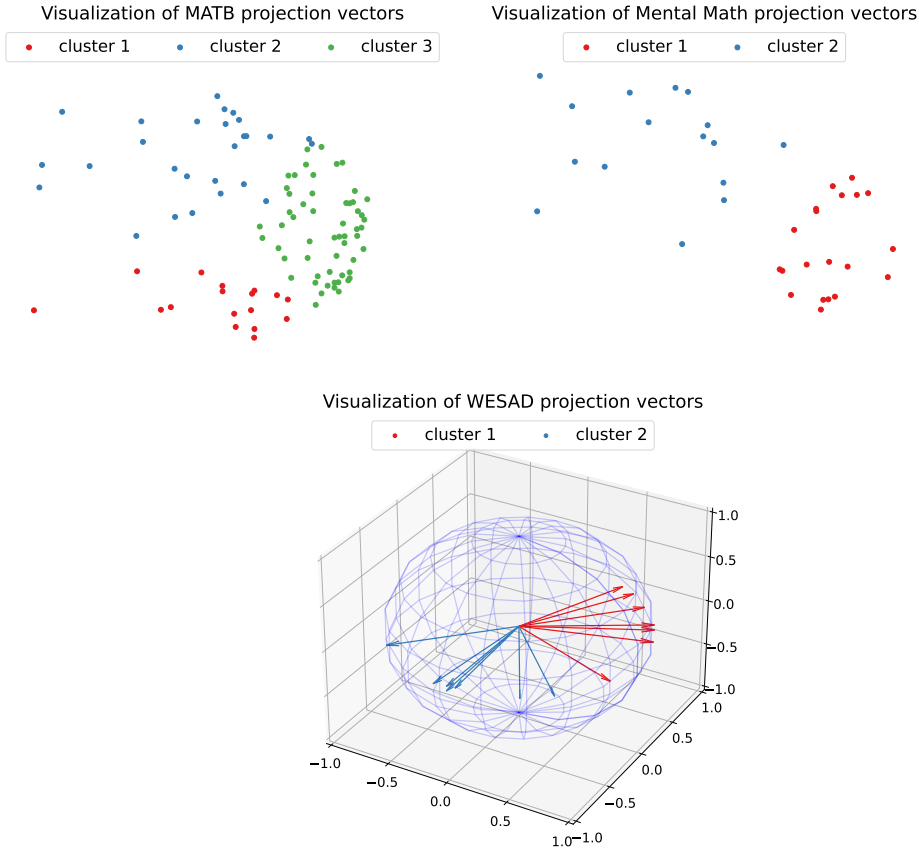 Visualization of MATB projection vectors
cluster 1 cluster 2 cluster 3
Visualization of Mental Math projection vectors
cluster 1 cluster 2
Visualization of WESAD projection vectors
cluster 1 cluster 2
1.0
0.5
0.0
−0.5
−1.0
1.0
0.5
0.0
−0.5
−1.0
−1.0
−0.5
0.0
0.5
1.0